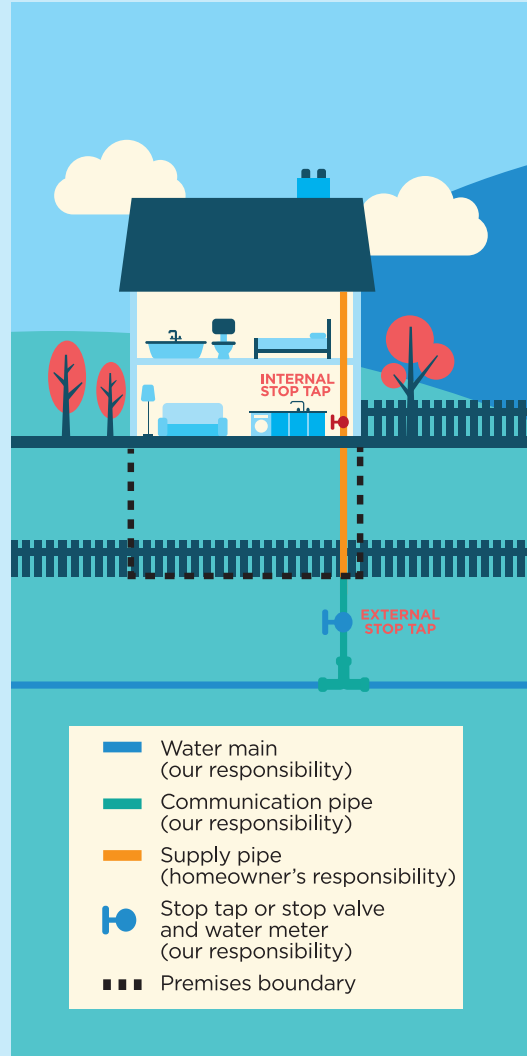 INTERNAL
STOP TAP
EXTERNAL
STOP TAP
Water main
(our responsibility)
Communication pipe
(our responsibility)
Supply pipe
(homeowner's responsibility)
Stop tap or stop valve
and water meter
(our responsibility)
Premises boundary